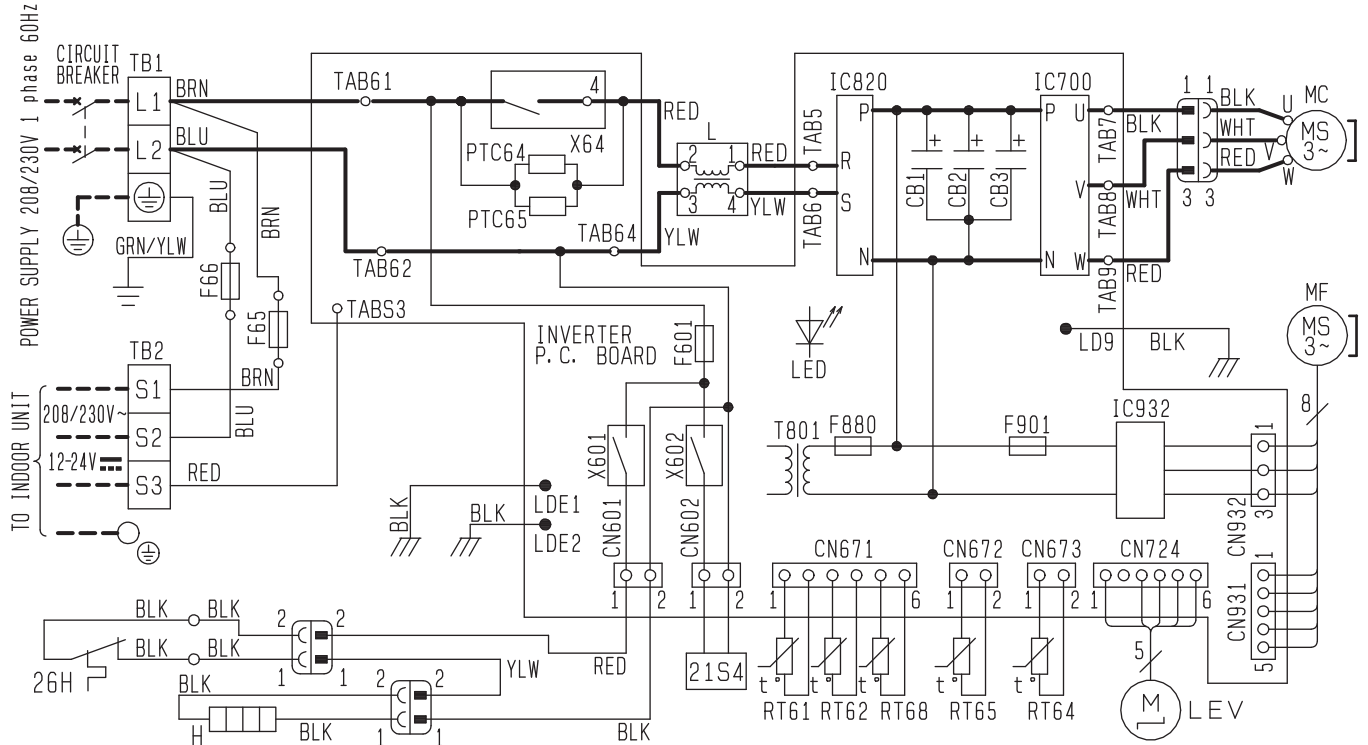 POWER SUPPLY 208/230V 1 phase 60Hz
CIRCUIT
BREAKER
TB1
L1
L2
BRN
BLU
GRN/YLW
BLU
BRN
F66
F65
TAB61
TAB62
TABS3
4
X64
PTC64
PTC65
TAB64
RED
YLW
L
2
1
3
4
RED
YLW
TAB5
TAB6
IC820
P
R
S
N
CB1
+
CB2
+
CB3
+
IC700
P
N
U
V
W
TAB7
TAB8
TAB9
BLK
WHT
RED
1
1
3
3
BLK
WHT
RED
U
V
W
MC
MS
3~
MF
MS
3~
8
TB2
S1
S2
S3
TO INDOOR UNIT
208/230V~
12-24V
BRN
BLU
RED
INVERTER
P.C. BOARD
F601
LED
LD9
BLK
X601
X602
T801
F880
F901
IC932
1
3
CN932
BLK
BLK
LDE1
LDE2
CN601
CN602
1
2
1
2
CN671
1
6
CN672
1
2
CN673
1
2
CN724
1
6
CN931
1
5
BLK
BLK
BLK
BLK
26H
2
2
1
1
RED
YLW
BLK
H
BLK
2
2
1
1
BLK
21S4
t°
RT61
t°
RT62
t°
RT68
t°
RT65
t°
RT64
5
M
LEV